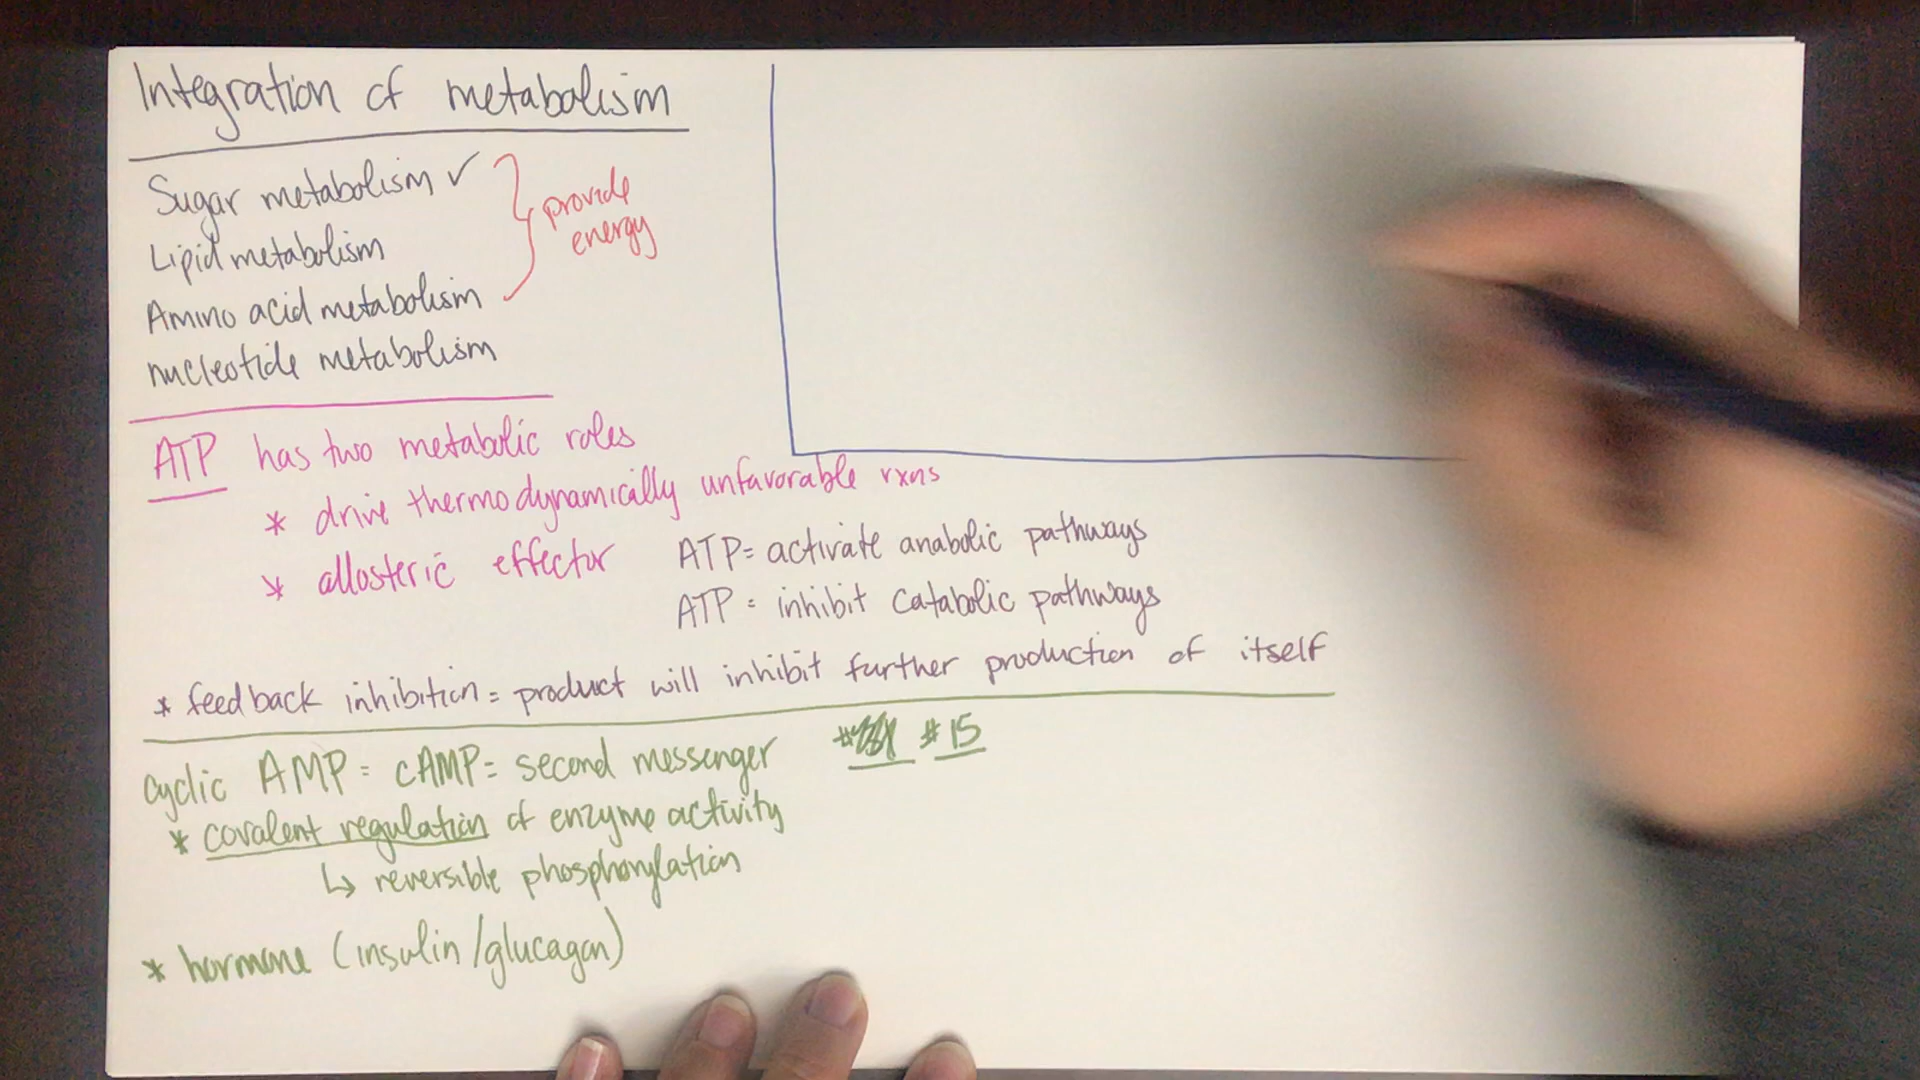 Integration of metabolism
Sugar metabolism ✓
Lipid metabolism
Amino acid metabolism
nucleotide metabolism
provide
energy
ATP has two metabolic roles
* drive thermodynamically unfavorable rxns
* allosteric effector
ATP = activate anabolic pathways
ATP = inhibit catabolic pathways
* feedback inhibition = product will inhibit further production of itself
cyclic AMP = cAMP = second messenger # #15
* covalent regulation of enzyme activity
↳ reversible phosphorylation
* hormone (insulin/glucagon)